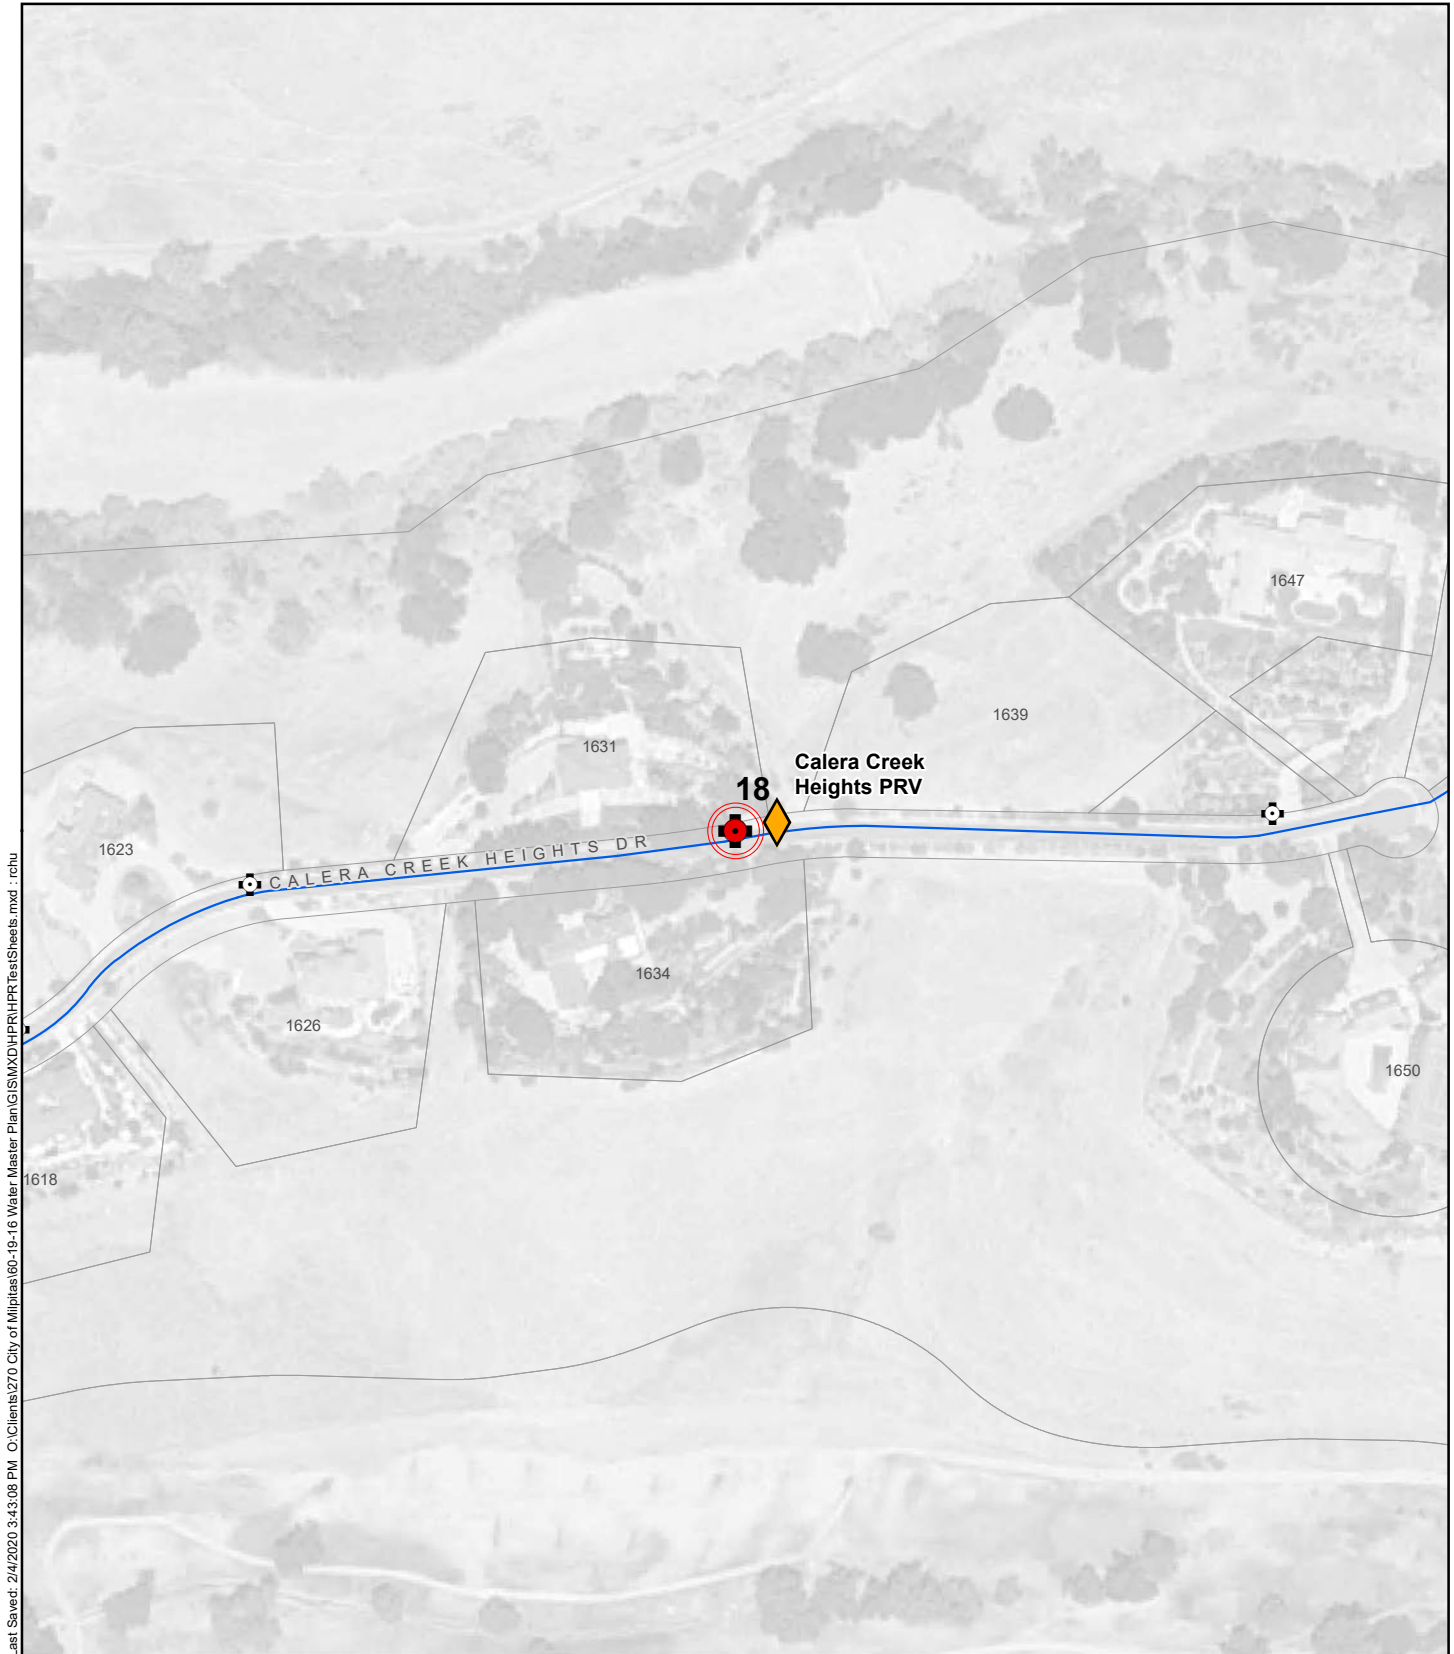 1647
1639
1631
Calera Creek
Heights PRV
18
1623
CALERA CREEK HEIGHTS DR
1634
1626
1650
1618
Last Saved: 2/4/2020 3:43:08 PM O:\Clients\270 City of Milpitas\60-19-16 Water Master Plan\GIS\MXD\HPR\HPRTestSheets.mxd : rchu